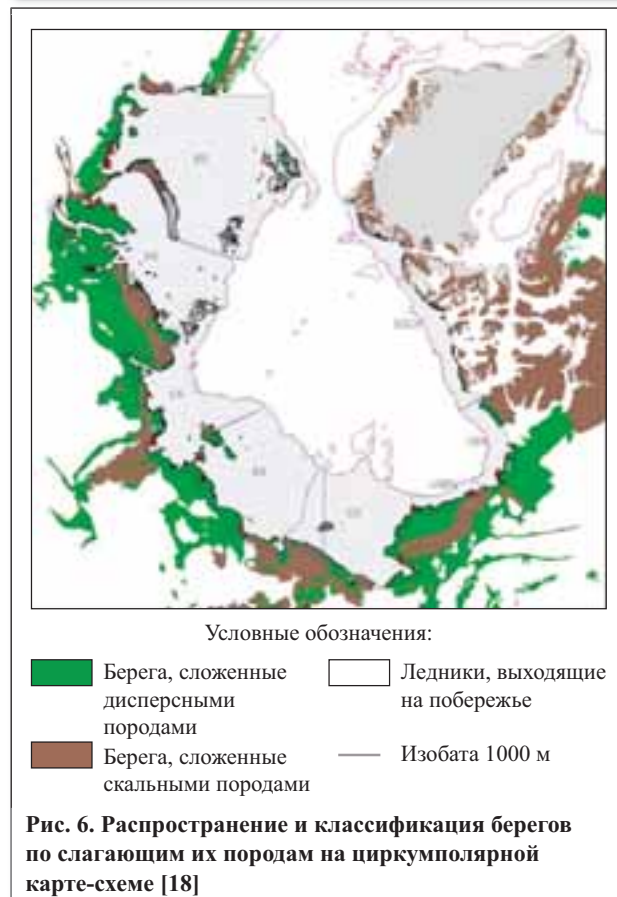 Условные обозначения:
Берега, сложенные
дисперсными
породами
Берега, сложенные
скальными породами
Ледники, выходящие
на побережье
Изобата 1000 м
Рис. 6. Распространение и классификация берегов
по слагающим их породам на циркумполярной
карте-схеме [18]